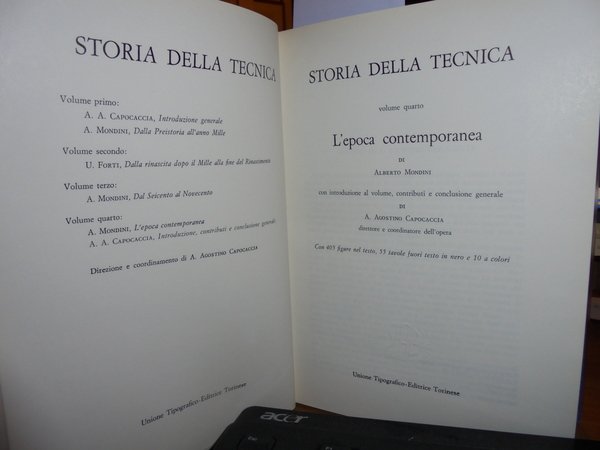 STORIA DELLA TECNICA
Volume primo:
A. A. CAPOCACCIA, Introduzione generale
A. MONDINI, Dalla Preistoria all'anno Mille
Volume secondo:
U. FORTI, Dalla rinascita dopo il Mille alla fine del Rinascimento
Volume terzo:
A. MONDINI, Dal Seicento al Novecento
Volume quarto:
A. MONDINI, L'epoca contemporanea
A. A. CAPOCACCIA, Introduzione, contributi e conclusione generale
Direzione e coordinamento di A. AGOSTINO CAPOCACCIA
Unione Tipografico-Editrice Torinese
STORIA DELLA TECNICA
volume quarto
L'epoca contemporanea
DI
ALBERTO MONDINI
con introduzione al volume, contributi e conclusione generale
DI
A. AGOSTINO CAPOCACCIA
direttore e coordinatore dell'opera
Con 403 figure nel testo, 55 tavole fuori testo in nero e 10 a colori
Unione Tipografico-Editrice Torinese
acer
Esc